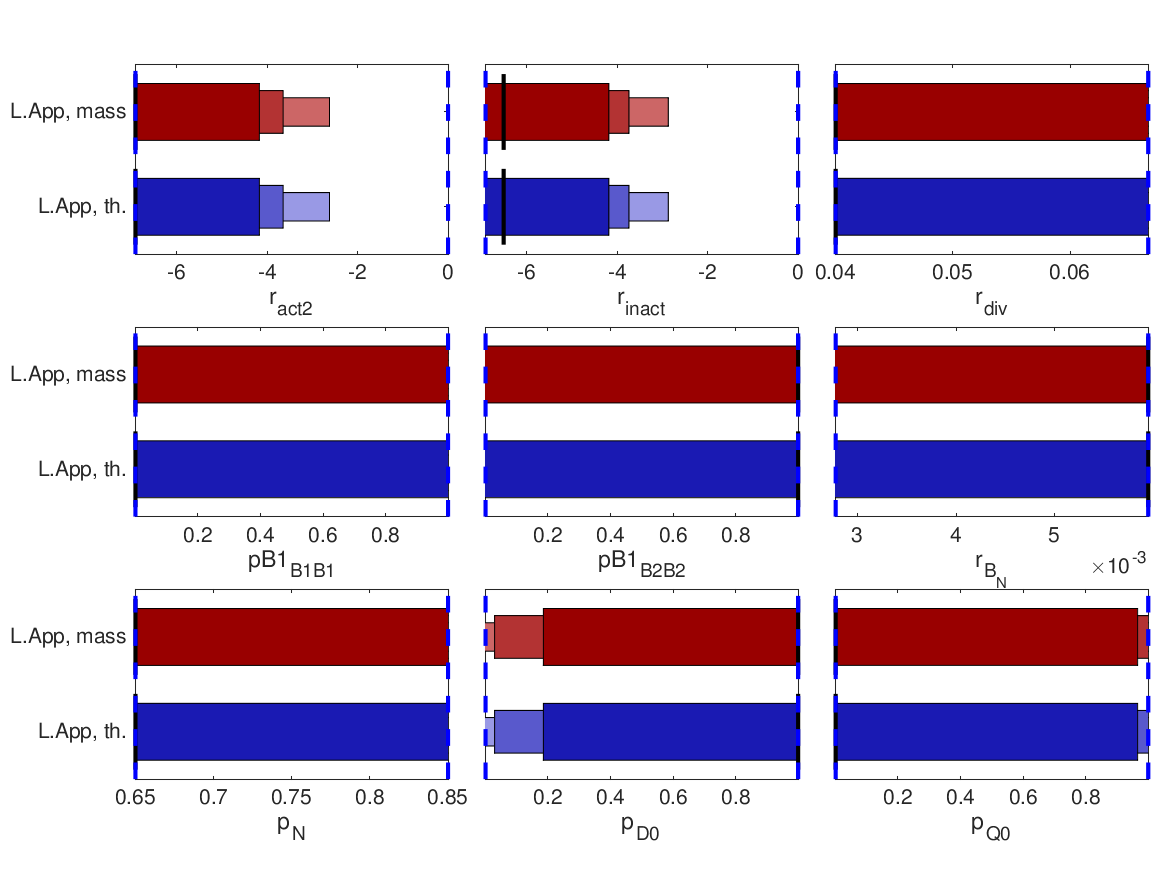 L.App, mass
L.App, th.
-6 -4 -2 0
r_act2
-6 -4 -2 0
r_inact
0.04 0.05 0.06
r_div
L.App, mass
L.App, th.
0.2 0.4 0.6 0.8
pB1_B1B1
0.2 0.4 0.6 0.8
pB1_B2B2
3 4 5
×10^-3
r_B_N
L.App, mass
L.App, th.
0.65 0.7 0.75 0.8 0.85
p_N
0.2 0.4 0.6 0.8
p_D0
0.2 0.4 0.6 0.8
p_Q0